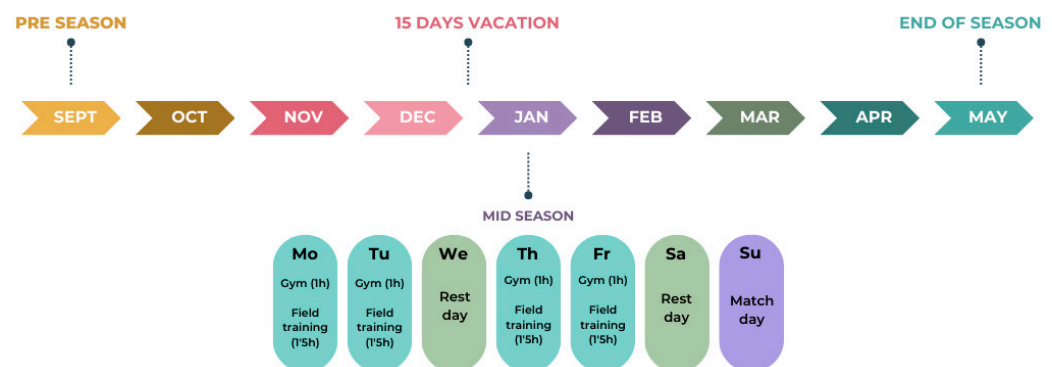 PRE SEASON
15 DAYS VACATION
END OF SEASON
SEPT
OCT
NOV
DEC
JAN
FEB
MAR
APR
MAY
MID SEASON
Mo
Gym (1h)
Field
training
(1'5h)
Tu
Gym (1h)
Field
training
(1'5h)
We
Rest
day
Th
Gym (1h)
Field
training
(1'5h)
Fr
Gym (1h)
Field
training
(1'5h)
Sa
Rest
day
Su
Match
day